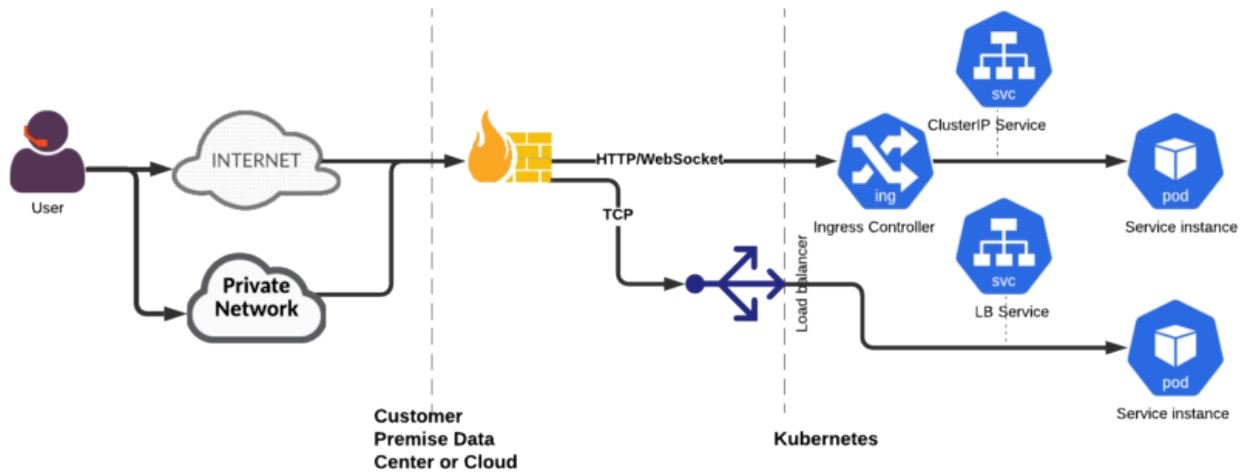 User
INTERNET
Private
Network
Customer
Premise Data
Center or Cloud
HTTP/WebSocket
TCP
Load balancer
Kubernetes
svc
ClusterIP Service
ing
Ingress Controller
pod
Service instance
svc
LB Service
pod
Service instance